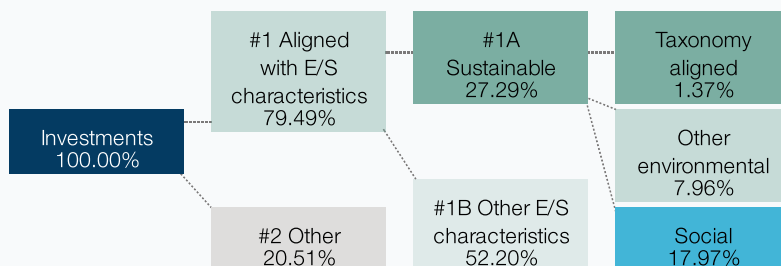 #1 Aligned
with E/S
characteristics
79.49%
#1A
Sustainable
27.29%
Taxonomy
aligned
1.37%
Investments
100.00%
Other
environmental
7.96%
#2 Other
20.51%
#1B Other E/S
characteristics
52.20%
Social
17.97%